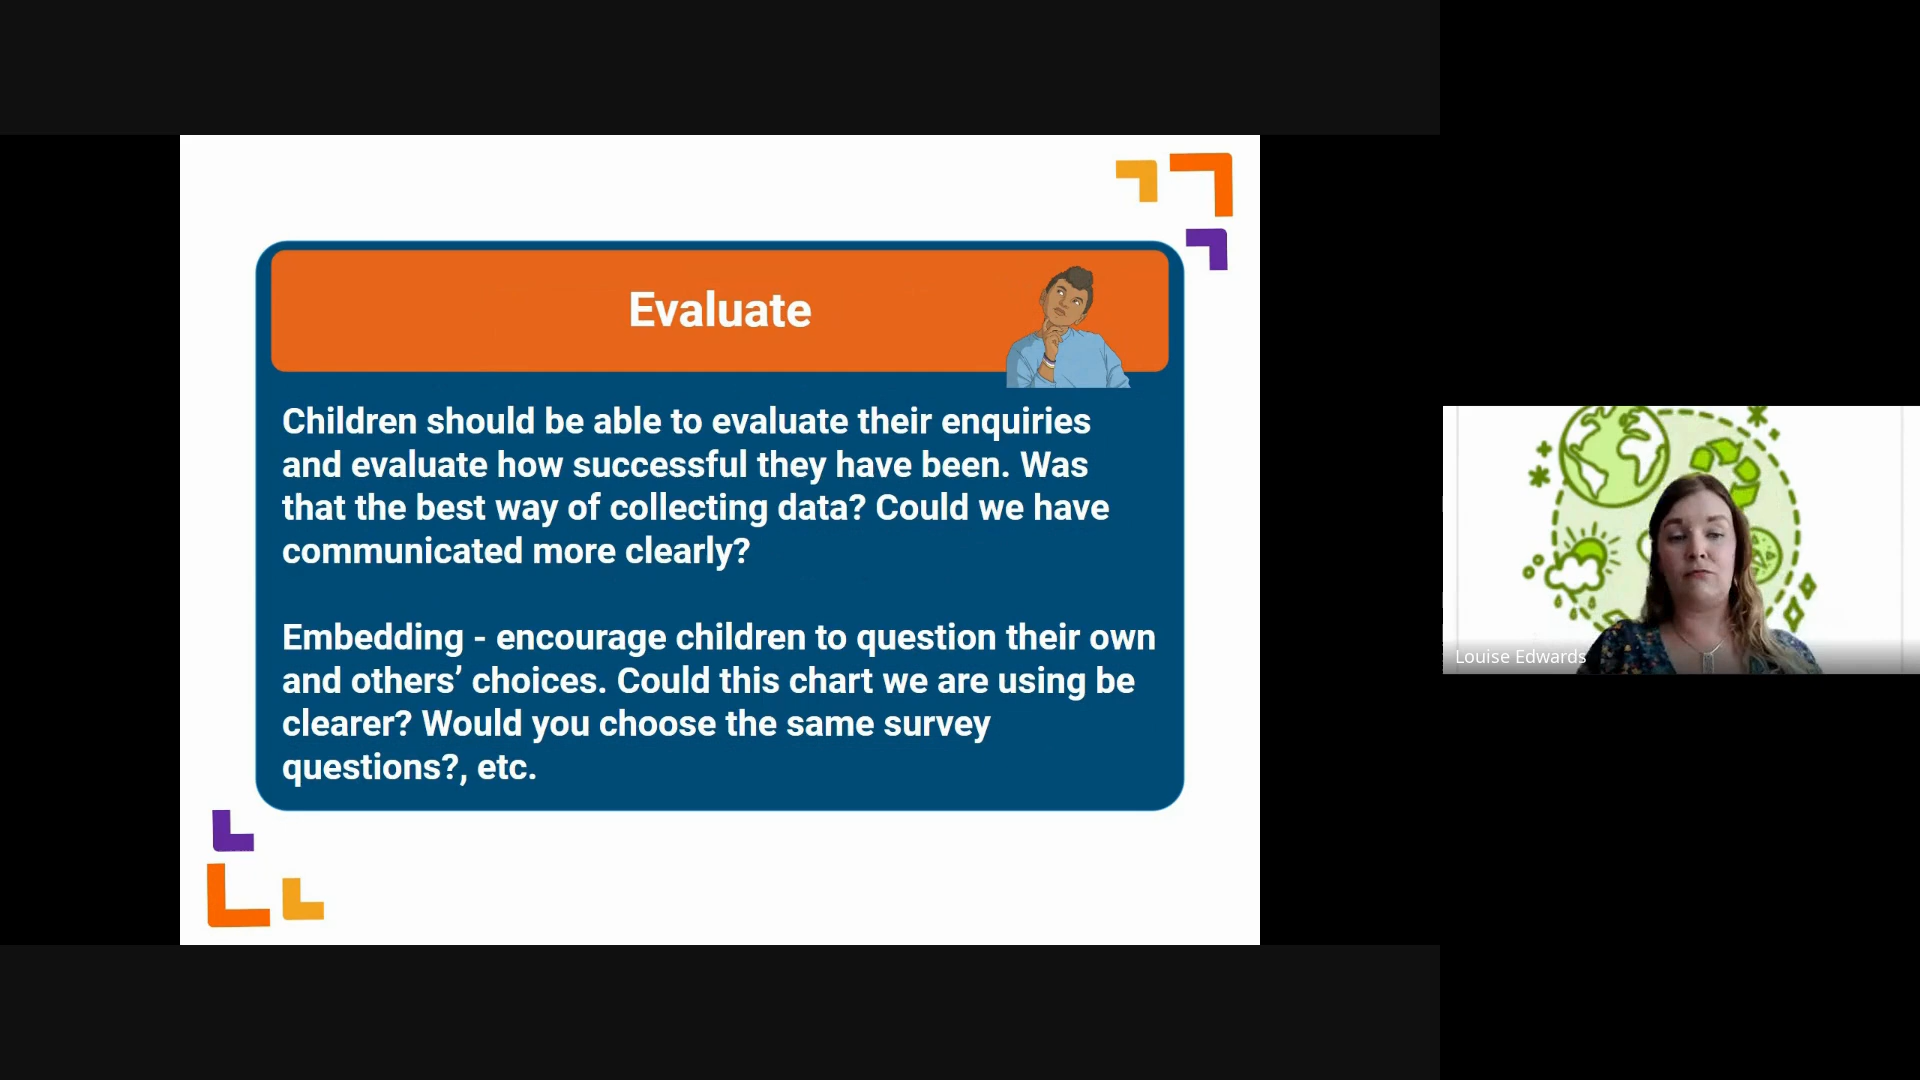 Evaluate
Children should be able to evaluate their enquiries
and evaluate how successful they have been. Was
that the best way of collecting data? Could we have
communicated more clearly?
Embedding - encourage children to question their own
and others’ choices. Could this chart we are using be
clearer? Would you choose the same survey
questions?, etc.
Louise Edwards